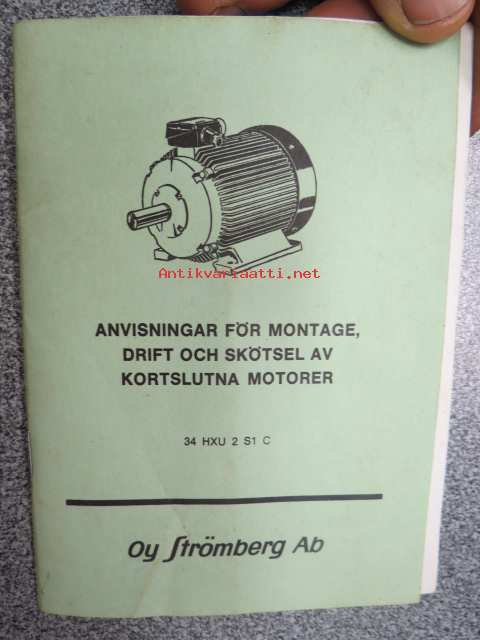 Antikvariaatti.net
ANVISNINGAR FÖR MONTAGE,
DRIFT OCH SKÖTSEL AV
KORTSLUTNA MOTORER
34 HXU 2 S1 C
Oy Strömberg Ab